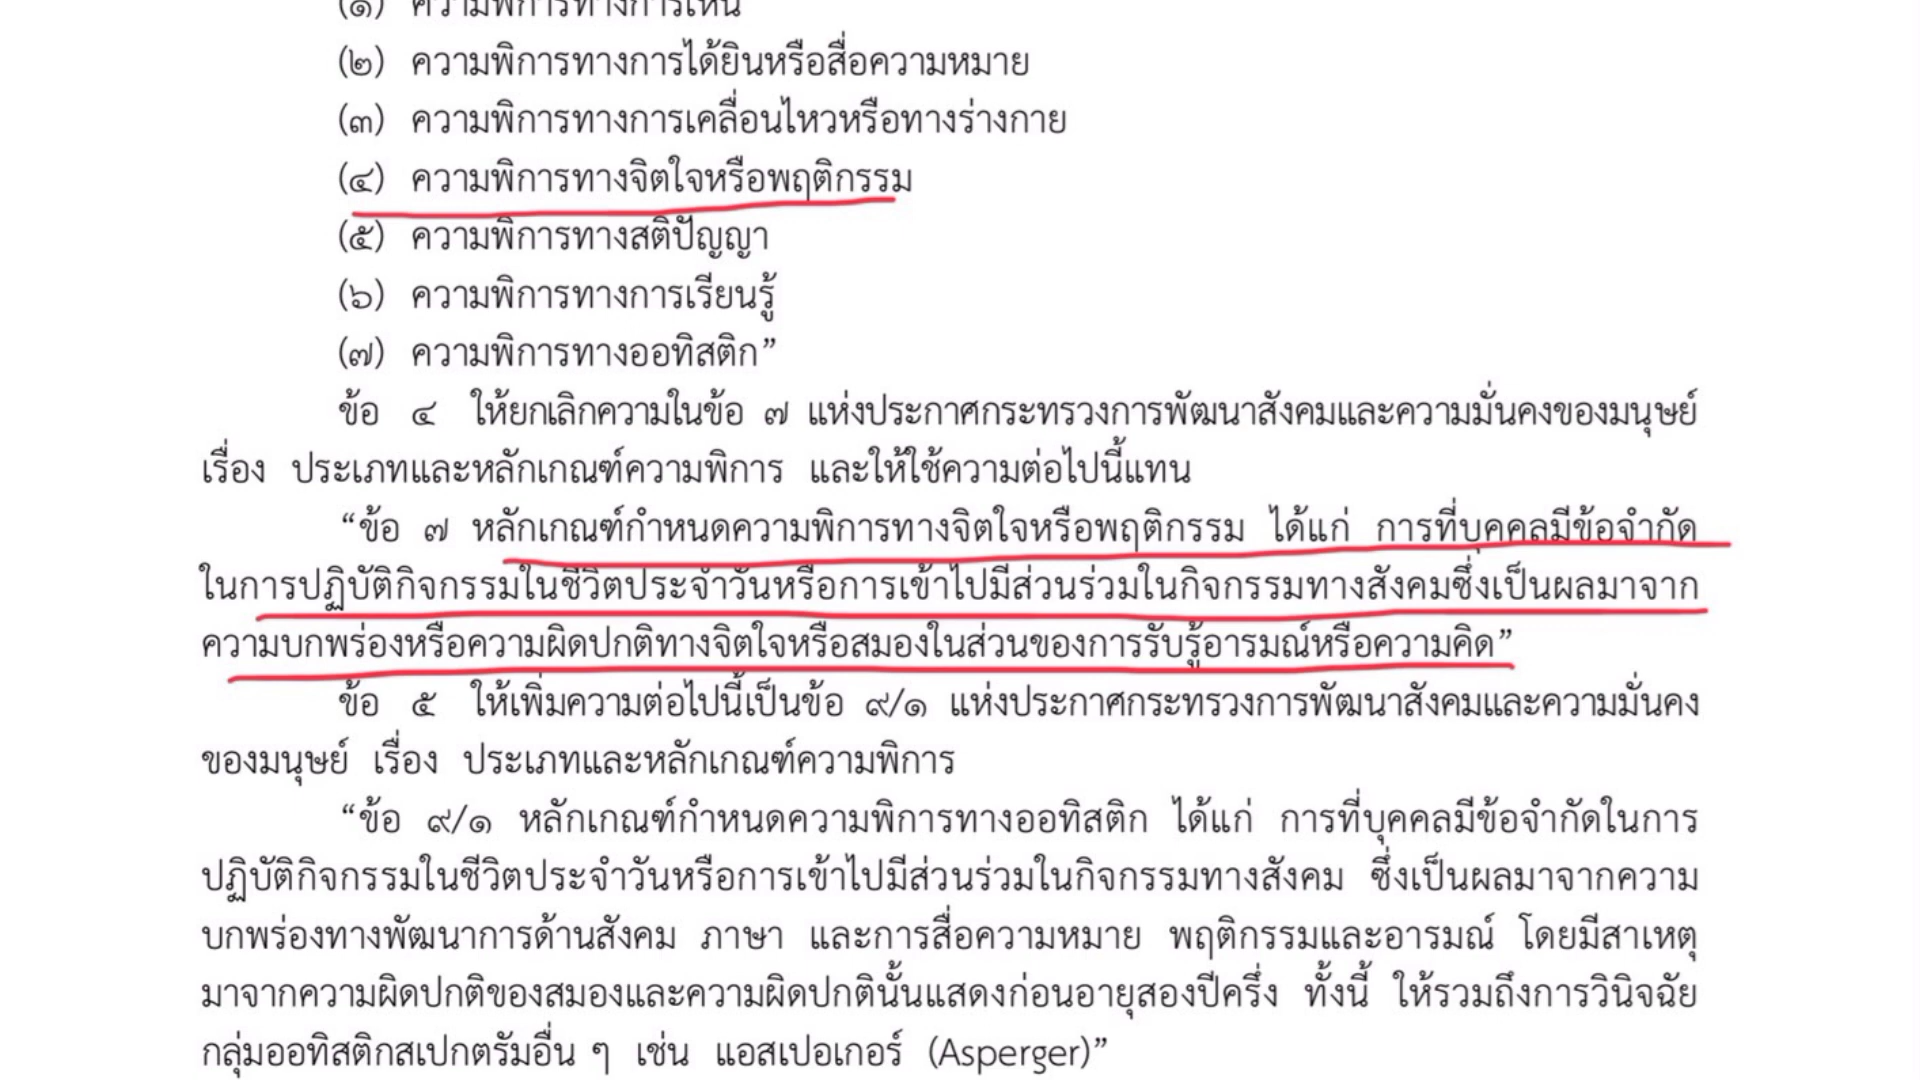 (๑) ความพิการทางการเห็น
(๒) ความพิการทางการได้ยินหรือสื่อความหมาย
(๓) ความพิการทางการเคลื่อนไหวหรือทางร่างกาย
(๔) ความพิการทางจิตใจหรือพฤติกรรม
(๕) ความพิการทางสติปัญญา
(๖) ความพิการทางการเรียนรู้
(๗) ความพิการทางออทิสติก”
ข้อ ๔ ให้ยกเลิกความในข้อ ๗ แห่งประกาศกระทรวงการพัฒนาสังคมและความมั่นคงของมนุษย์
เรื่อง ประเภทและหลักเกณฑ์ความพิการ และให้ใช้ความต่อไปนี้แทน
“ข้อ ๗ หลักเกณฑ์กำหนดความพิการทางจิตใจหรือพฤติกรรม ได้แก่ การที่บุคคลมีข้อจำกัด
ในการปฏิบัติกิจกรรมในชีวิตประจำวันหรือการเข้าไปมีส่วนร่วมในกิจกรรมทางสังคมซึ่งเป็นผลมาจาก
ความบกพร่องหรือความผิดปกติทางจิตใจหรือสมองในส่วนของการรับรู้อารมณ์หรือความคิด”
ข้อ ๕ ให้เพิ่มความต่อไปนี้เป็นข้อ ๙/๑ แห่งประกาศกระทรวงการพัฒนาสังคมและความมั่นคง
ของมนุษย์ เรื่อง ประเภทและหลักเกณฑ์ความพิการ
“ข้อ ๙/๑ หลักเกณฑ์กำหนดความพิการทางออทิสติก ได้แก่ การที่บุคคลมีข้อจำกัดในการ
ปฏิบัติกิจกรรมในชีวิตประจำวันหรือการเข้าไปมีส่วนร่วมในกิจกรรมทางสังคม ซึ่งเป็นผลมาจากความ
บกพร่องทางพัฒนาการด้านสังคม ภาษา และการสื่อความหมาย พฤติกรรมและอารมณ์ โดยมีสาเหตุ
มาจากความผิดปกติของสมองและความผิดปกตินั้นแสดงก่อนอายุสองปีครึ่ง ทั้งนี้ ให้รวมถึงการวินิจฉัย
กลุ่มออทิสติกสเปกตรัมอื่น ๆ เช่น แอสเปอเกอร์ (Asperger)”